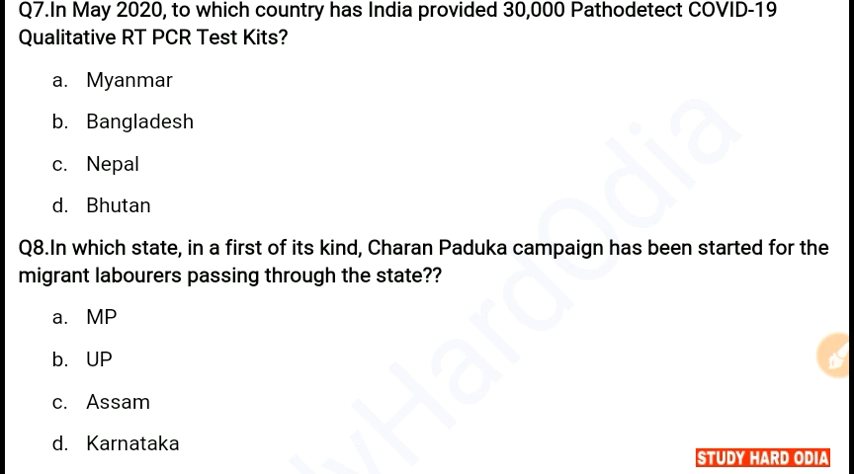 Q7.In May 2020, to which country has India provided 30,000 Pathodetect COVID-19
Qualitative RT PCR Test Kits?
a. Myanmar
b. Bangladesh
c. Nepal
d. Bhutan
Q8.In which state, in a first of its kind, Charan Paduka campaign has been started for the
migrant labourers passing through the state??
a. MP
b. UP
c. Assam
d. Karnataka
yHardOdia
STUDY HARD ODIA